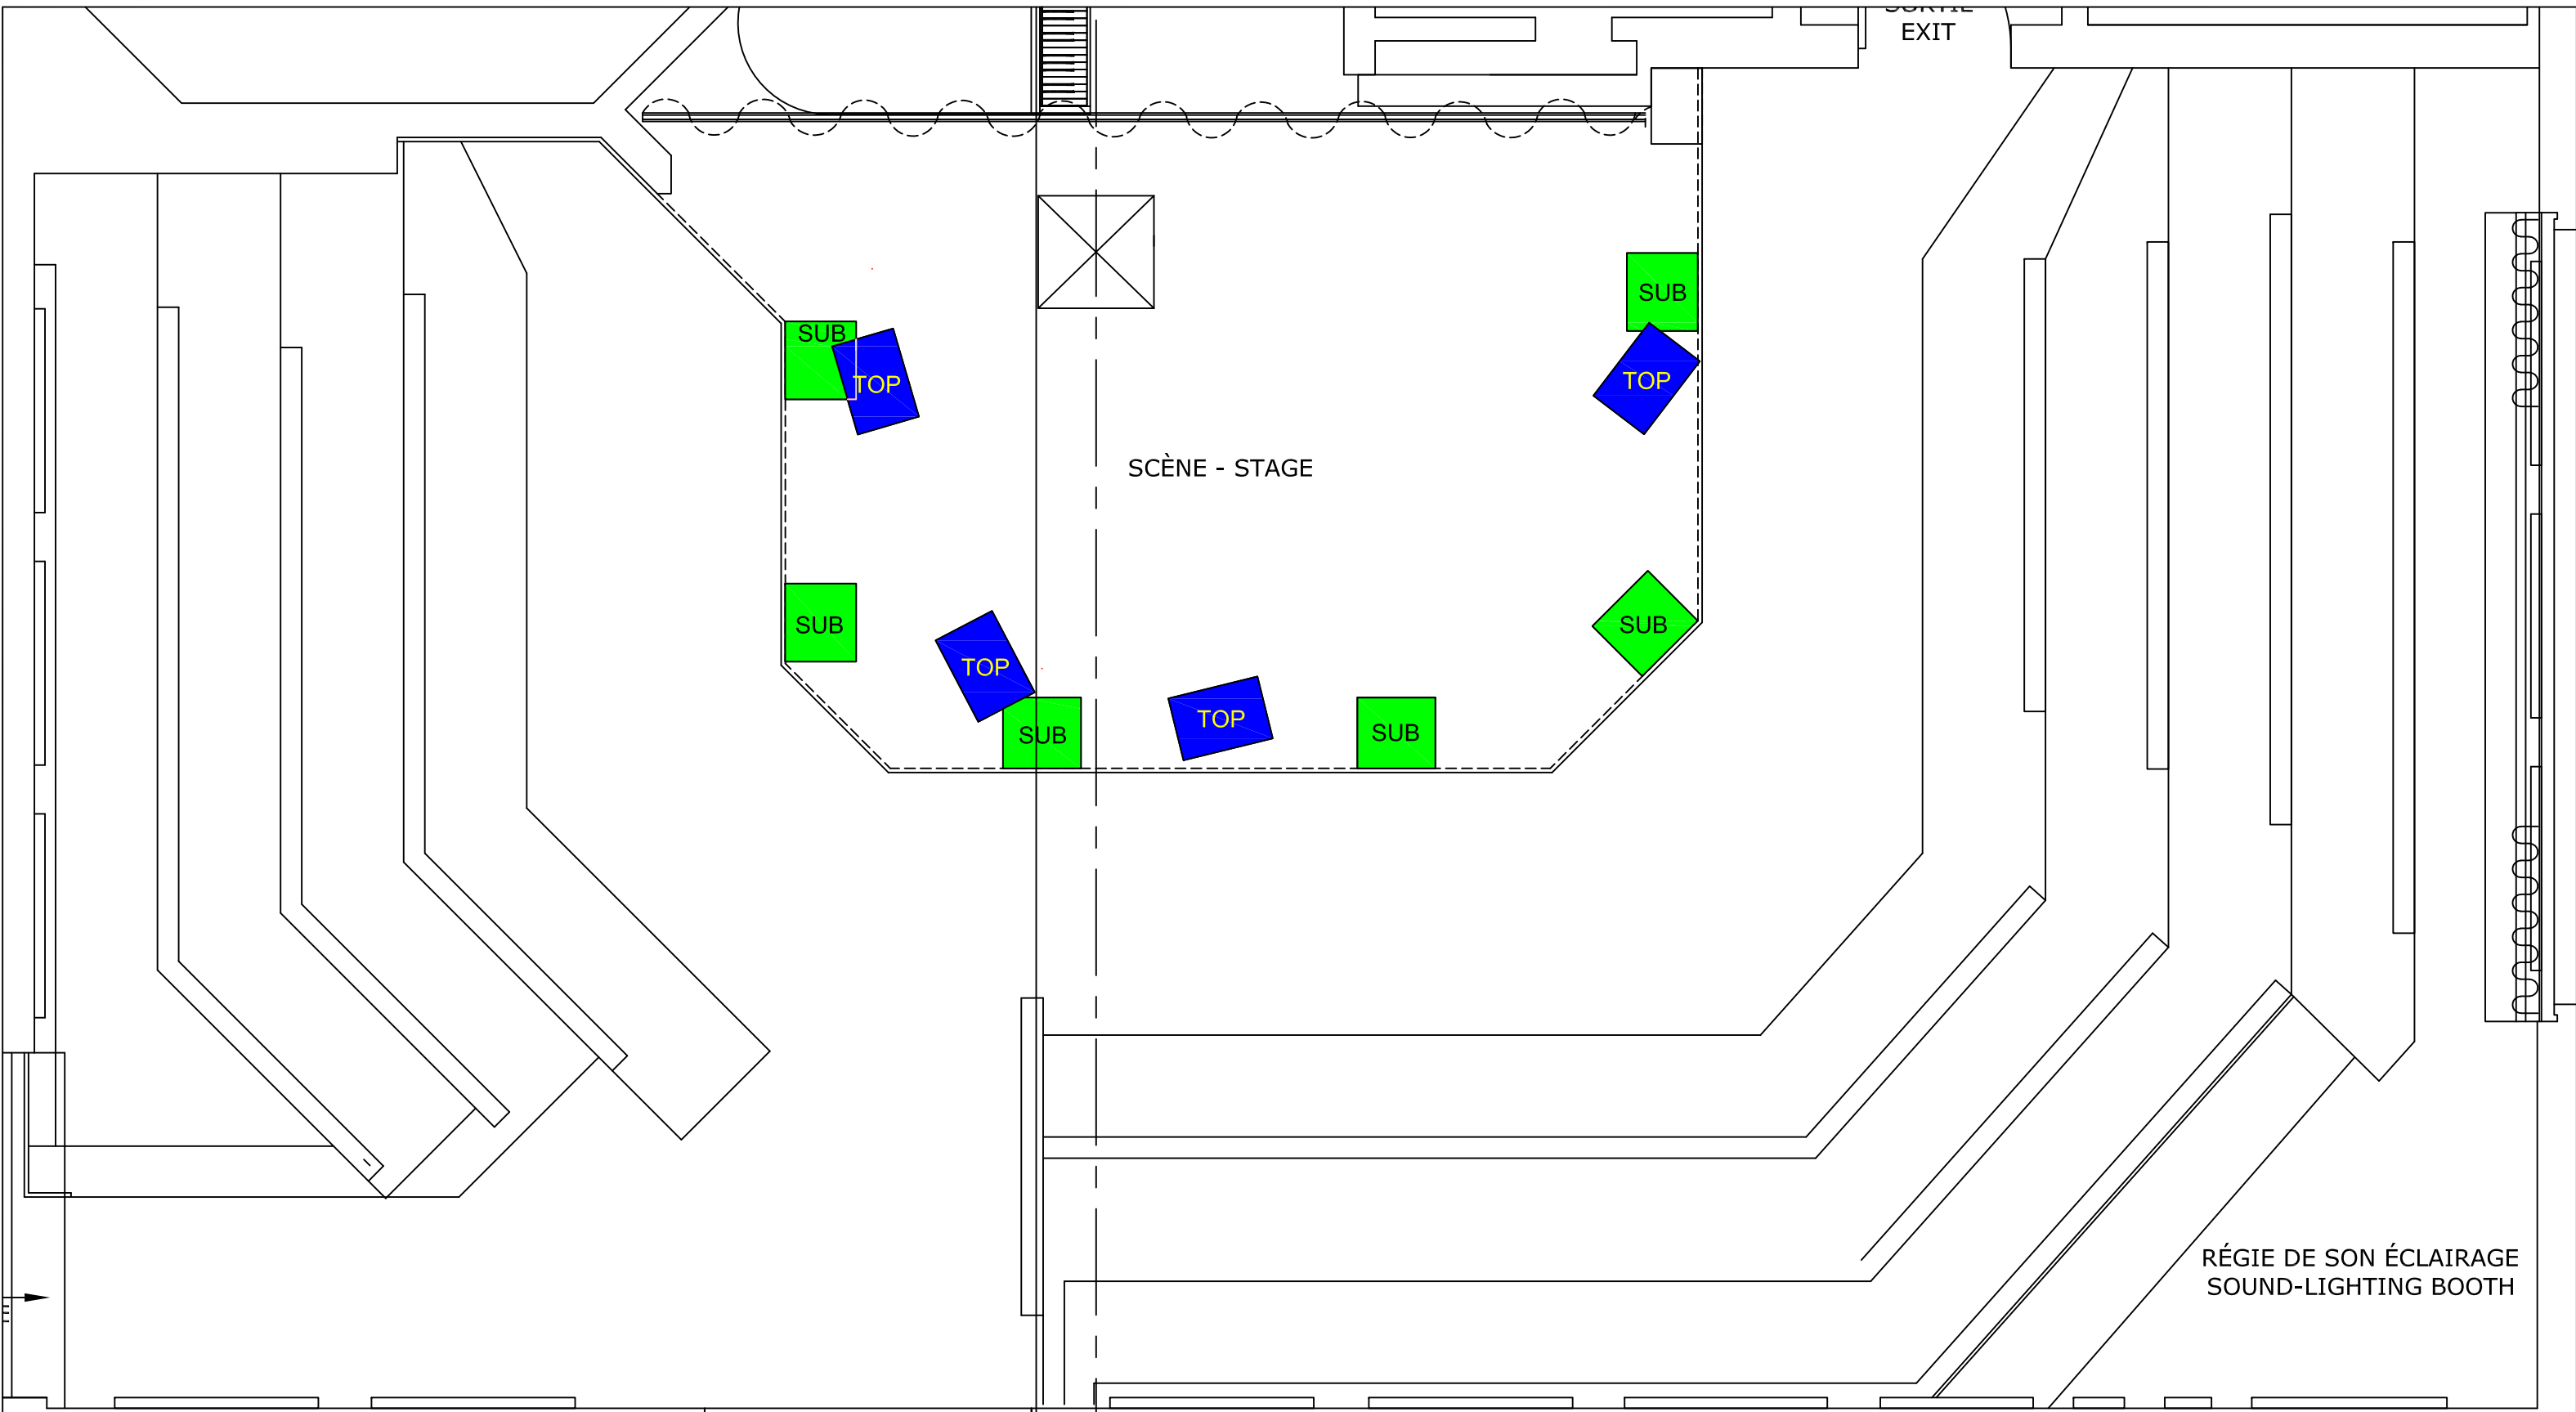 EXIT
SUB
SUB
TOP
TOP
SCÈNE - STAGE
SUB
SUB
TOP
TOP
SUB
SUB
RÉGIE DE SON ÉCLAIRAGE
SOUND-LIGHTING BOOTH